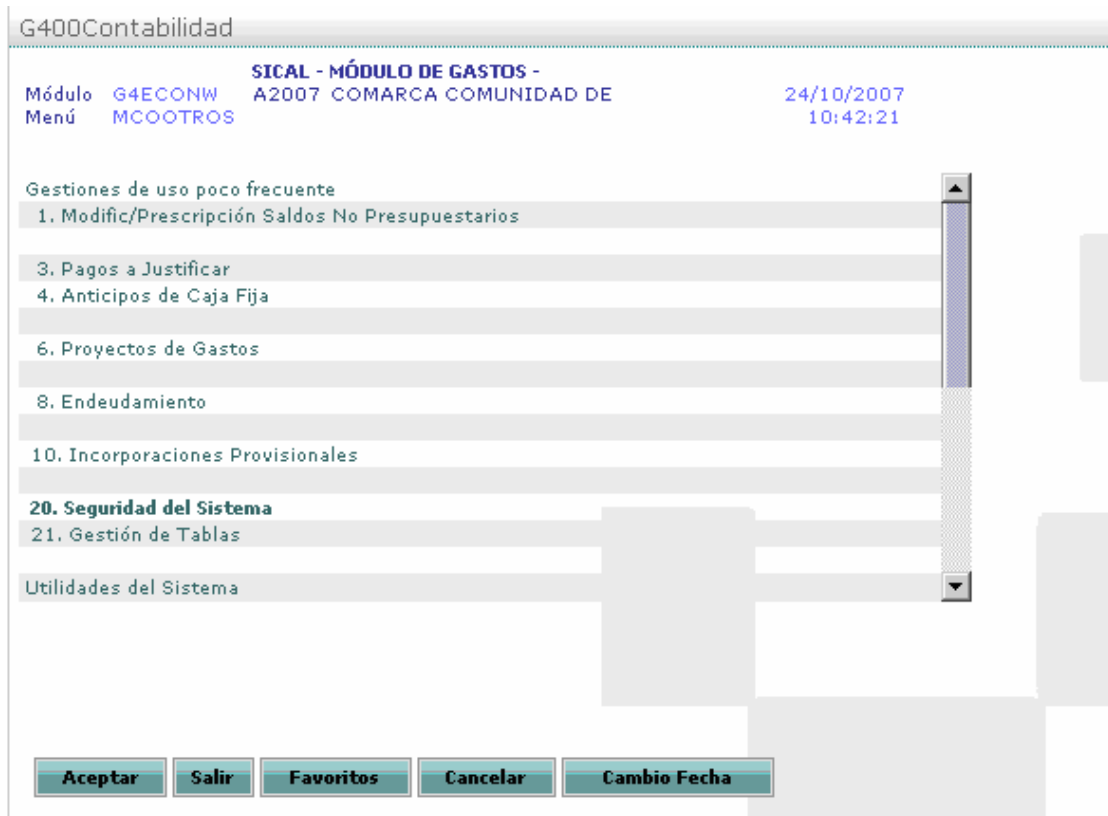 G400Contabilidad
SICAL - MÓDULO DE GASTOS -
Módulo G4ECONW A2007 COMARCA COMUNIDAD DE 24/10/2007
Menú MCOOTROS 10:42:21
Gestiones de uso poco frecuente
1. Modific/Prescripción Saldos No Presupuestarios
3. Pagos a Justificar
4. Anticipos de Caja Fija
6. Proyectos de Gastos
8. Endeudamiento
10. Incorporaciones Provisionales
20. Seguridad del Sistema
21. Gestión de Tablas
Utilidades del Sistema
Aceptar Salir Favoritos Cancelar Cambio Fecha